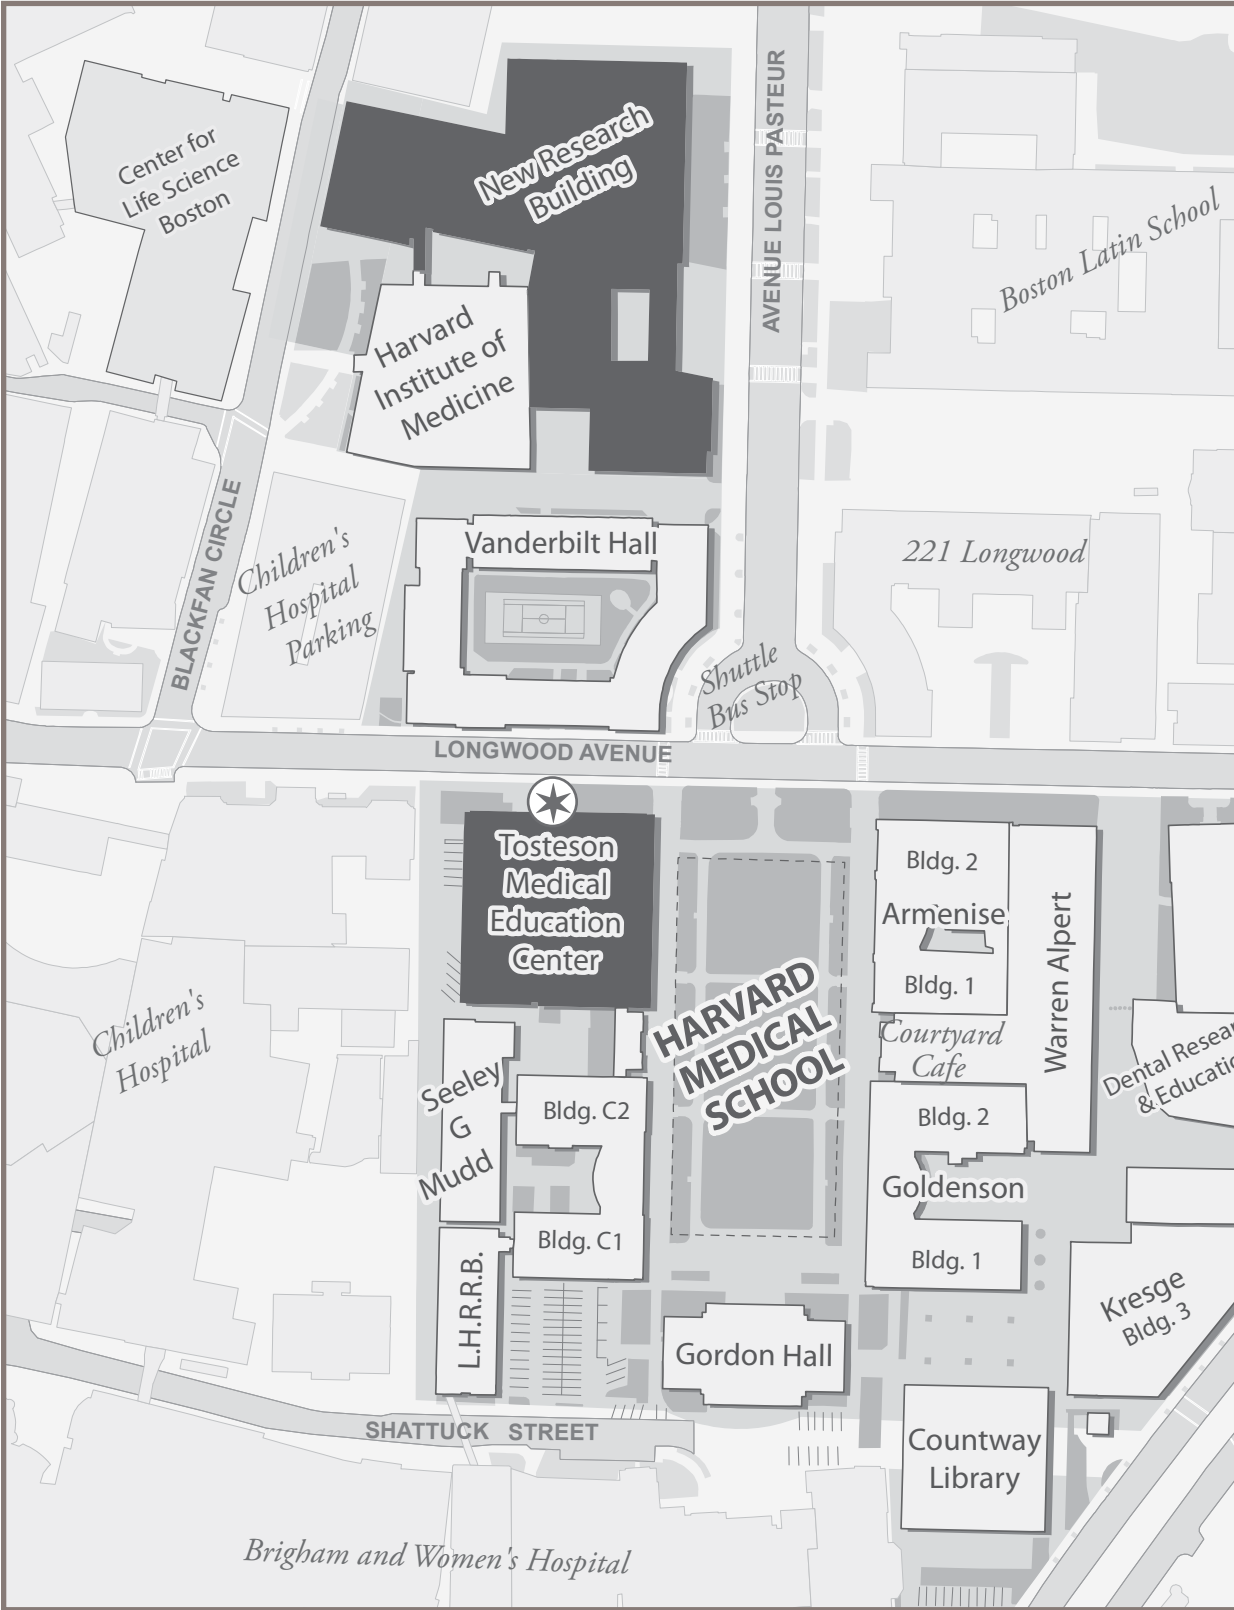 Center for
Life Science
Boston
New Research
Building
AVENUE LOUIS PASTEUR
Boston Latin School
Harvard
Institute of
Medicine
BLACKFAN CIRCLE
Children's
Hospital
Parking
Vanderbilt Hall
221 Longwood
Shuttle
Bus Stop
LONGWOOD AVENUE
Tosteson
Medical
Education
Center
HARVARD
MEDICAL
SCHOOL
Bldg. 2
Armenise
Bldg. 1
Warren Alpert
Courtyard
Cafe
Dental Resear
& Educatio
Children's
Hospital
Seeley
G
Mudd
Bldg. C2
Bldg. C1
Bldg. 2
Goldenson
Bldg. 1
L.H.R.R.B.
Gordon Hall
Kresge
Bldg. 3
SHATTUCK STREET
Countway
Library
Brigham and Women's Hospital